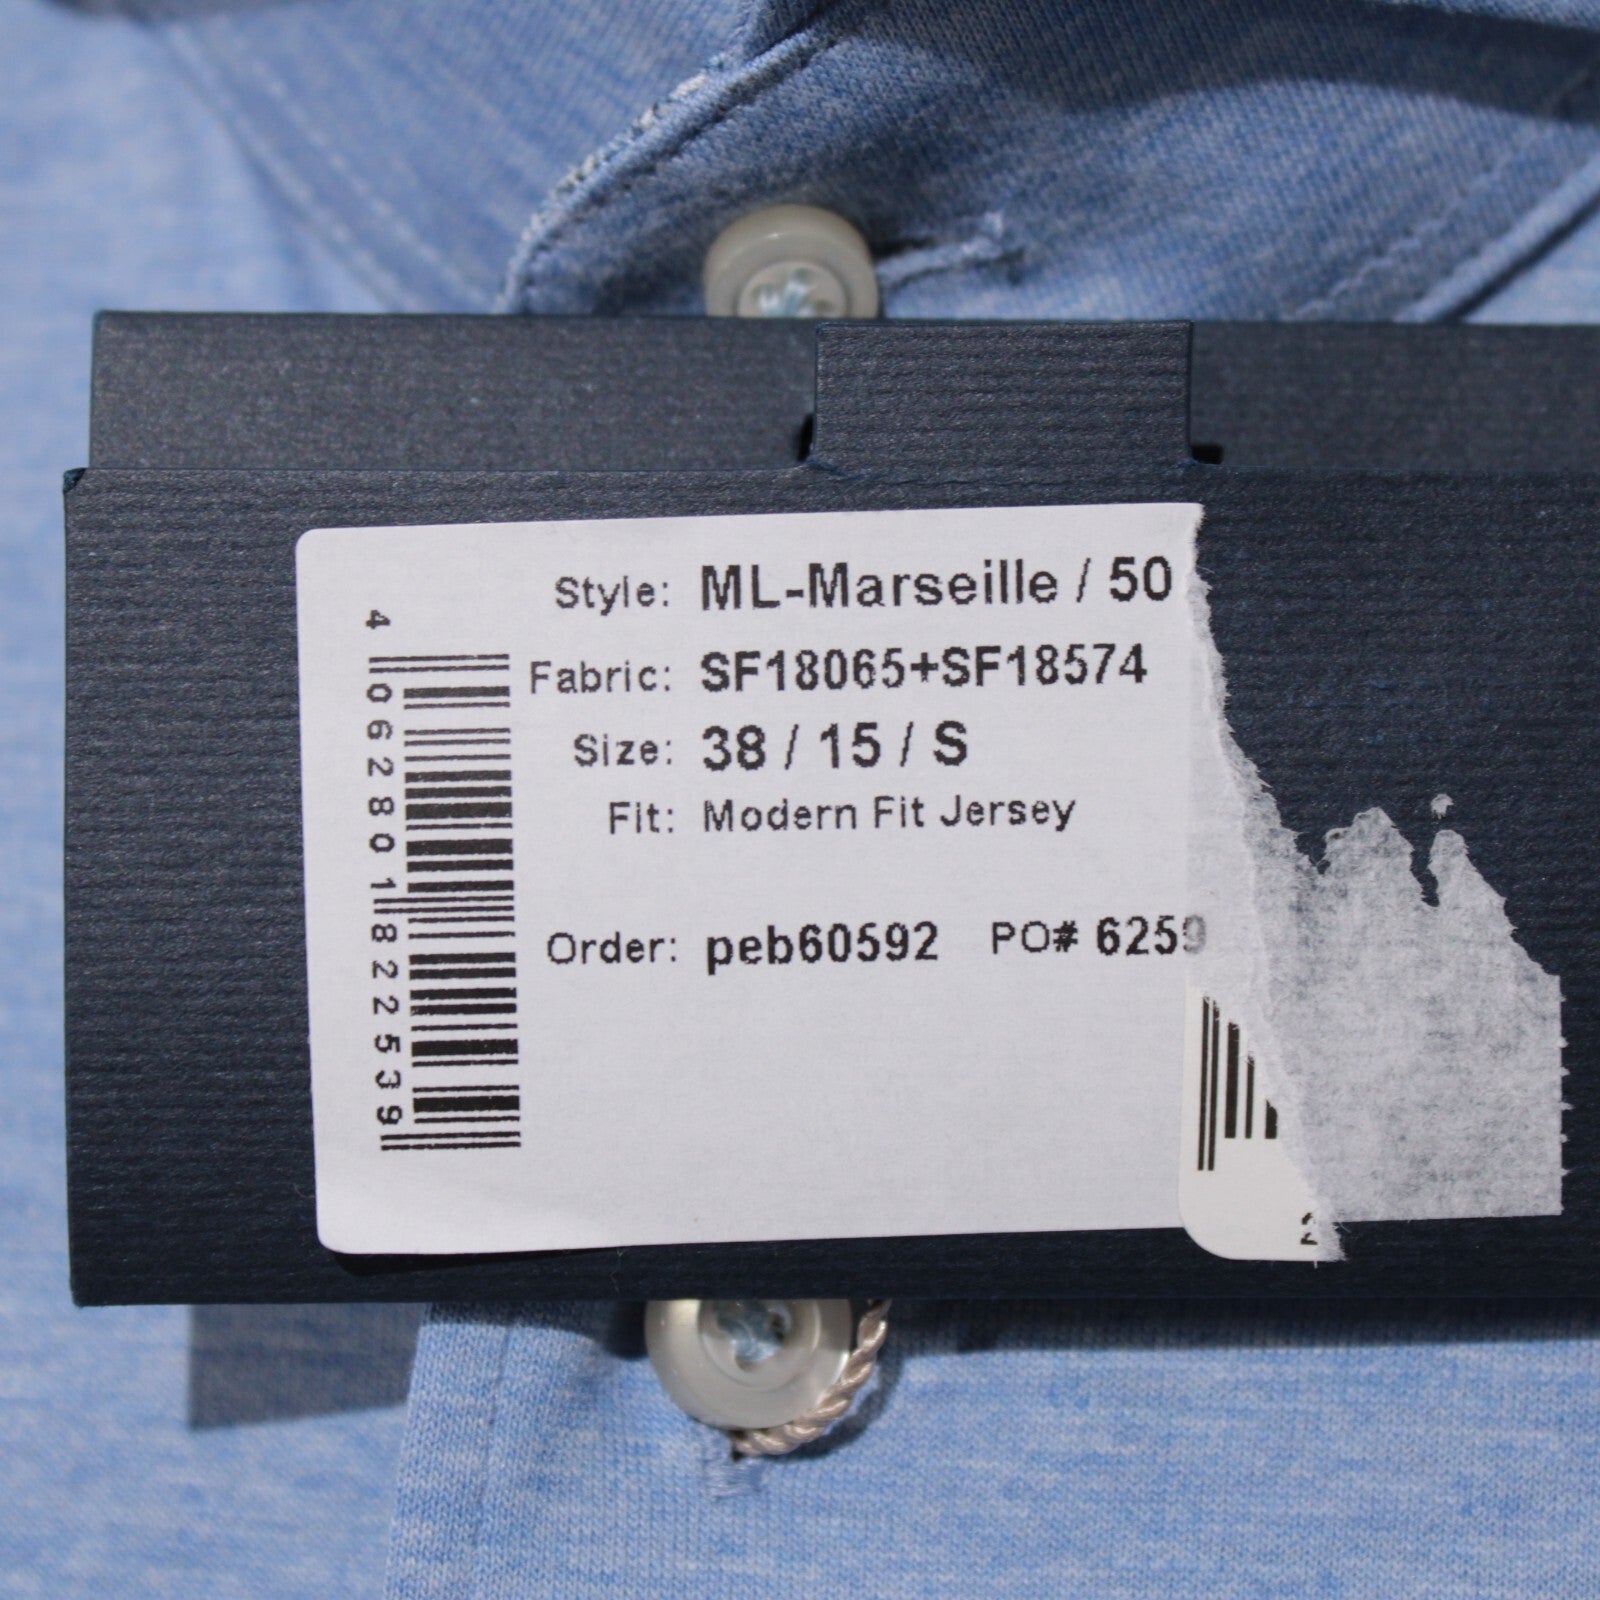 Style: ML-Marseille / 50
Fabric: SF18065+SF18574
Size: 38 / 15 / S
Fit: Modern Fit Jersey
Order: peb60592 PO# 6259
4 062801 822539
2